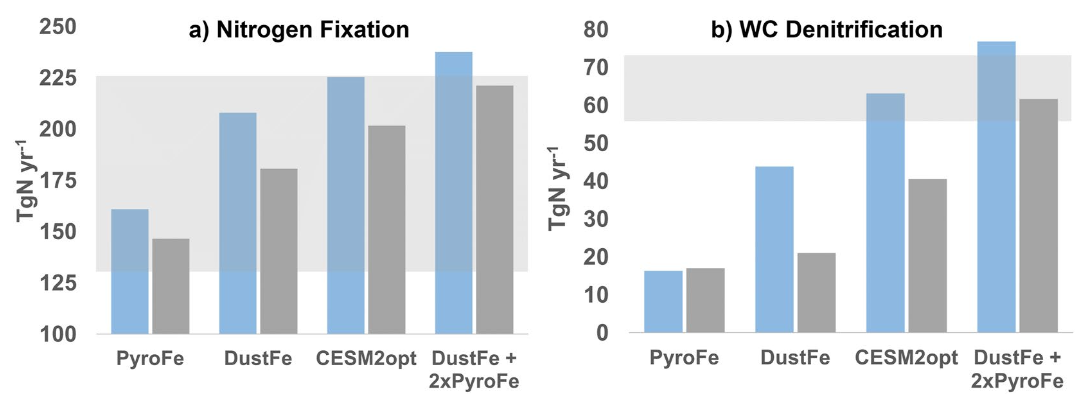 a) Nitrogen Fixation
TgN yr-1
250
225
200
175
150
125
100
PyroFe
DustFe
CESM2opt
DustFe +
2xPyroFe
b) WC Denitrification
TgN yr-1
80
70
60
50
40
30
20
10
0
PyroFe
DustFe
CESM2opt
DustFe +
2xPyroFe